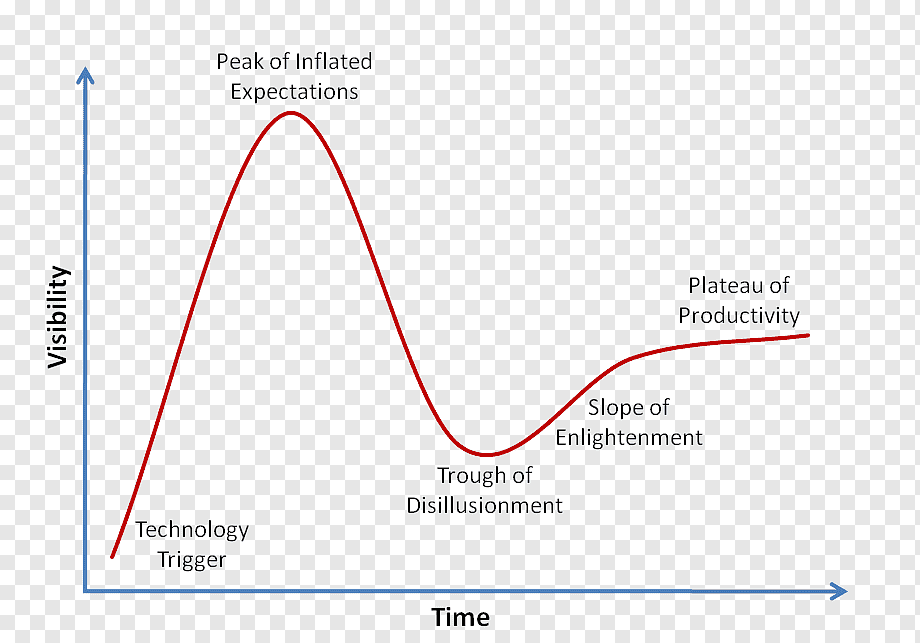 Peak of Inflated
Expectations
Visibility
Plateau of
Productivity
Slope of
Enlightenment
Trough of
Disillusionment
Technology
Trigger
Time